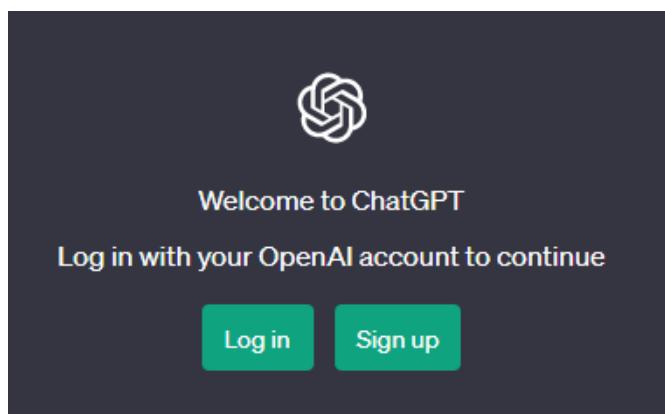 Welcome to ChatGPT
Log in with your OpenAI account to continue
Log in
Sign up